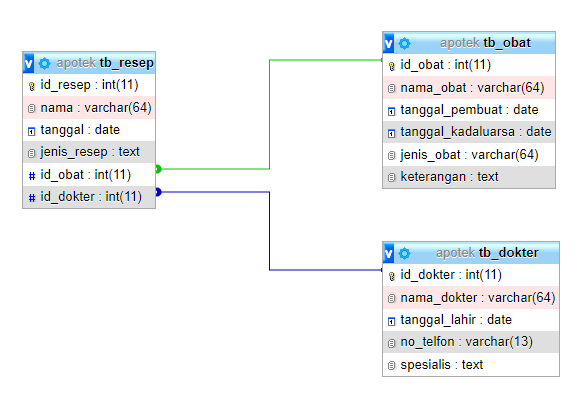 v apotek tb_resep
id_resep : int(11)
nama : varchar(64)
tanggal : date
jenis_resep : text
# id_obat : int(11)
# id_dokter : int(11)
v apotek tb_obat
id_obat : int(11)
nama_obat : varchar(64)
tanggal_pembuat : date
tanggal_kadaluarsa : date
jenis_obat : varchar(64)
keterangan : text
v apotek tb_dokter
id_dokter : int(11)
nama_dokter : varchar(64)
tanggal_lahir : date
no_telfon : varchar(13)
spesialis : text